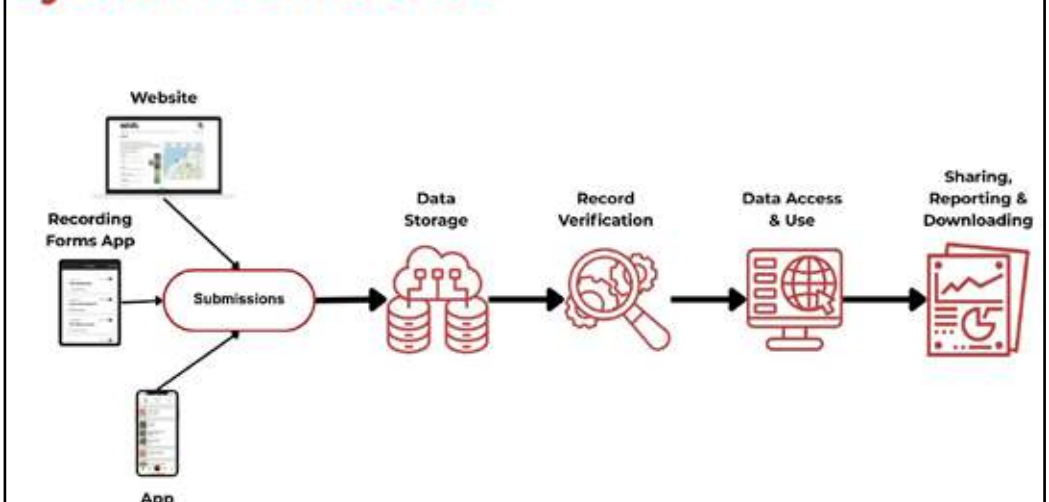 Website
Recording
Forms App
Submissions
App
Data
Storage
Record
Verification
Data Access
& Use
Sharing,
Reporting &
Downloading